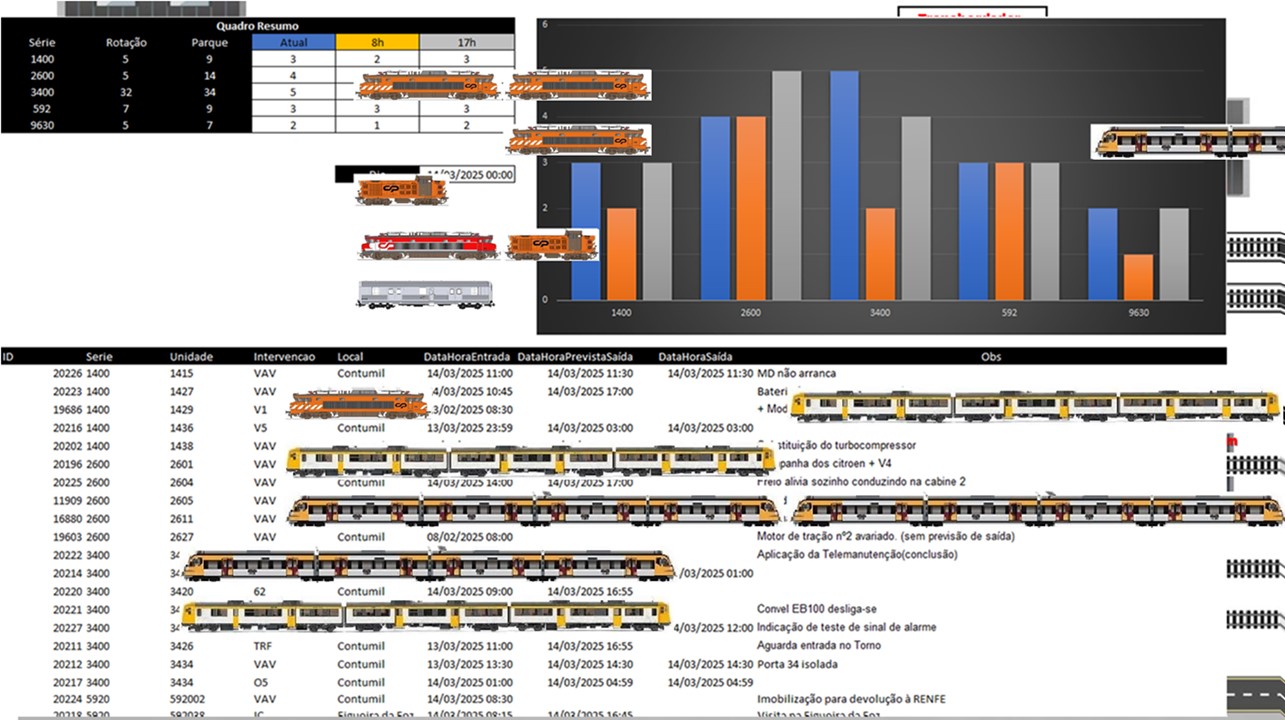 Quadro Resumo
Série Rotação Parque Atual 8h 17h
1400 5 9 3 2 3
2600 5 14 4
3400 32 34 5
592 7 9 3 3 3
9630 5 7 2 1 2
14/03/2025 00:00
6
4
3
2
0
1400 2600 3400 592 9630
ID Serie Unidade Intervencao Local DataHoraEntrada DataHoraPrevistaSaída DataHoraSaída Obs
20226 1400 1415 VAV Contumil 14/03/2025 11:00 14/03/2025 11:30 14/03/2025 11:30 MD não arranca
20223 1400 1427 VAV Contumil 14/03/2025 10:45 14/03/2025 17:00 Bateri
19686 1400 1429 V1 3/02/2025 08:30 + Mod
20216 1400 1436 V5 Contumil 13/03/2025 23:59 14/03/2025 03:00 14/03/2025 03:00
20202 1400 1438 VAV stituição do turbocompressor
20196 2600 2601 VAV panha dos citroen + V4
20225 2600 2604 VAV Contumil 14/03/2025 14:00 14/03/2025 17:00 Freio alivia sozinho conduzindo na cabine 2
11909 2600 2605 VAV
16880 2600 2611 VAV
19603 2600 2627 VAV Contumil 08/02/2025 08:00 Motor de tração nº2 avariado. (sem previsão de saída)
20222 3400 34 Aplicação da Telemanutenção(conclusão)
20214 3400 34 /03/2025 01:00
20220 3400 3420 62 Contumil 14/03/2025 09:00 14/03/2025 16:55
20221 3400 34 Convel EB100 desliga-se
20227 3400 34 4/03/2025 12:00 Indicação de teste de sinal de alarme
20211 3400 3426 TRF Contumil 13/03/2025 11:00 14/03/2025 16:55 Aguarda entrada no Torno
20212 3400 3434 VAV Contumil 13/03/2025 13:30 14/03/2025 14:30 14/03/2025 14:30 Porta 34 isolada
20217 3400 3434 O5 Contumil 14/03/2025 01:00 14/03/2025 04:59 14/03/2025 04:59
20224 5920 592002 VAV Contumil 14/03/2025 08:30 Imobilização para devolução à RENFE
20218 5920 592038 IC Figueira da Foz 14/03/2025 08:15 14/03/2025 16:45 Visita na Figueira da Foz